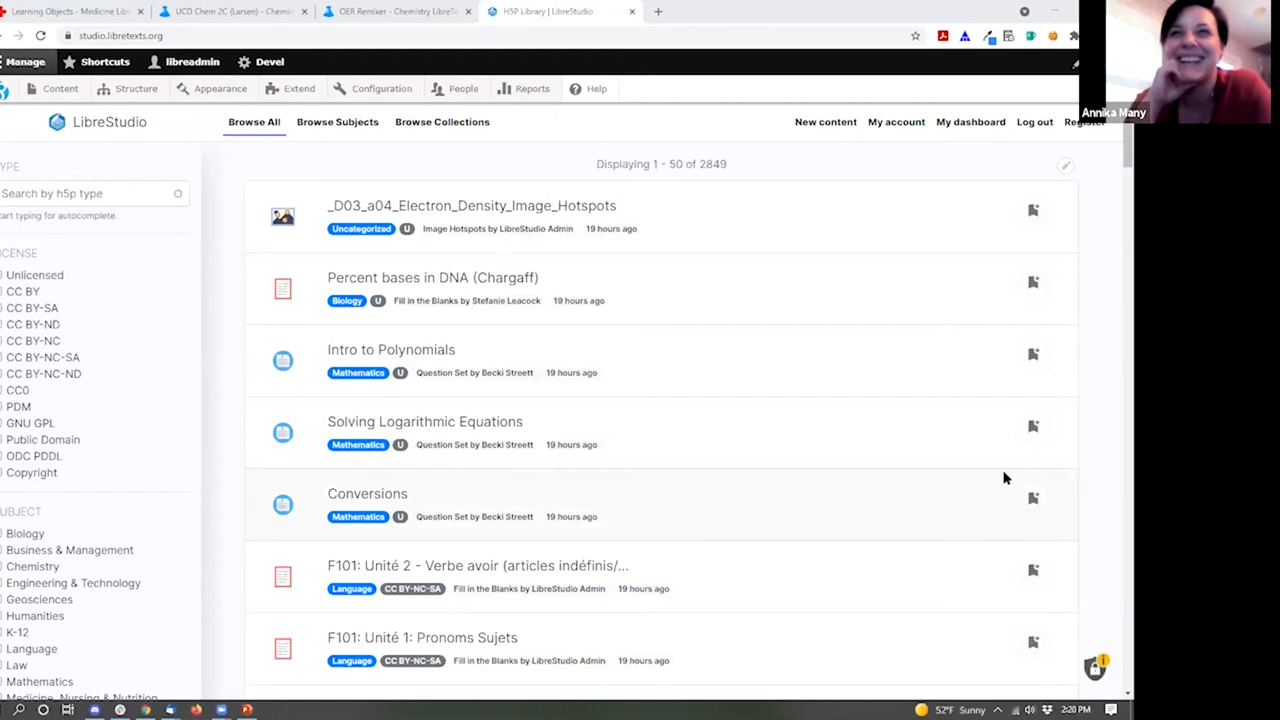 Learning Objects - Medicine Lib
UCD Chem 2C (Larsen) - Chemic
OER Remixer - Chemistry LibreTe
H5P Library | LibreStudio
studio.libretexts.org
Manage
Shortcuts
libreadmin
Devel
Content
Structure
Appearance
Extend
Configuration
People
Reports
Help
Annika Many
LibreStudio
Browse All
Browse Subjects
Browse Collections
New content
My account
My dashboard
Log out
Register
Displaying 1 - 50 of 2849
YPE
Search by h5p type
tart typing for autocomplete.
ICENSE
Unlicensed
CC BY
CC BY-SA
CC BY-ND
CC BY-NC
CC BY-NC-SA
CC BY-NC-ND
CC0
PDM
GNU GPL
Public Domain
ODC PDDL
Copyright
UBJECT
Biology
Business & Management
Chemistry
Engineering & Technology
Geosciences
Humanities
K-12
Language
Law
Mathematics
Medicine, Nursing & Nutrition
_D03_a04_Electron_Density_Image_Hotspots
Uncategorized U Image Hotspots by LibreStudio Admin 19 hours ago
Percent bases in DNA (Chargaff)
Biology U Fill in the Blanks by Stefanie Leacock 19 hours ago
Intro to Polynomials
Mathematics U Question Set by Becki Streett 19 hours ago
Solving Logarithmic Equations
Mathematics U Question Set by Becki Streett 19 hours ago
Conversions
Mathematics U Question Set by Becki Streett 19 hours ago
F101: Unité 2 - Verbe avoir (articles indéfinis/...
Language CC BY-NC-SA Fill in the Blanks by LibreStudio Admin 19 hours ago
F101: Unité 1: Pronoms Sujets
Language CC BY-NC-SA Fill in the Blanks by LibreStudio Admin 19 hours ago
52°F Sunny
2:20 PM